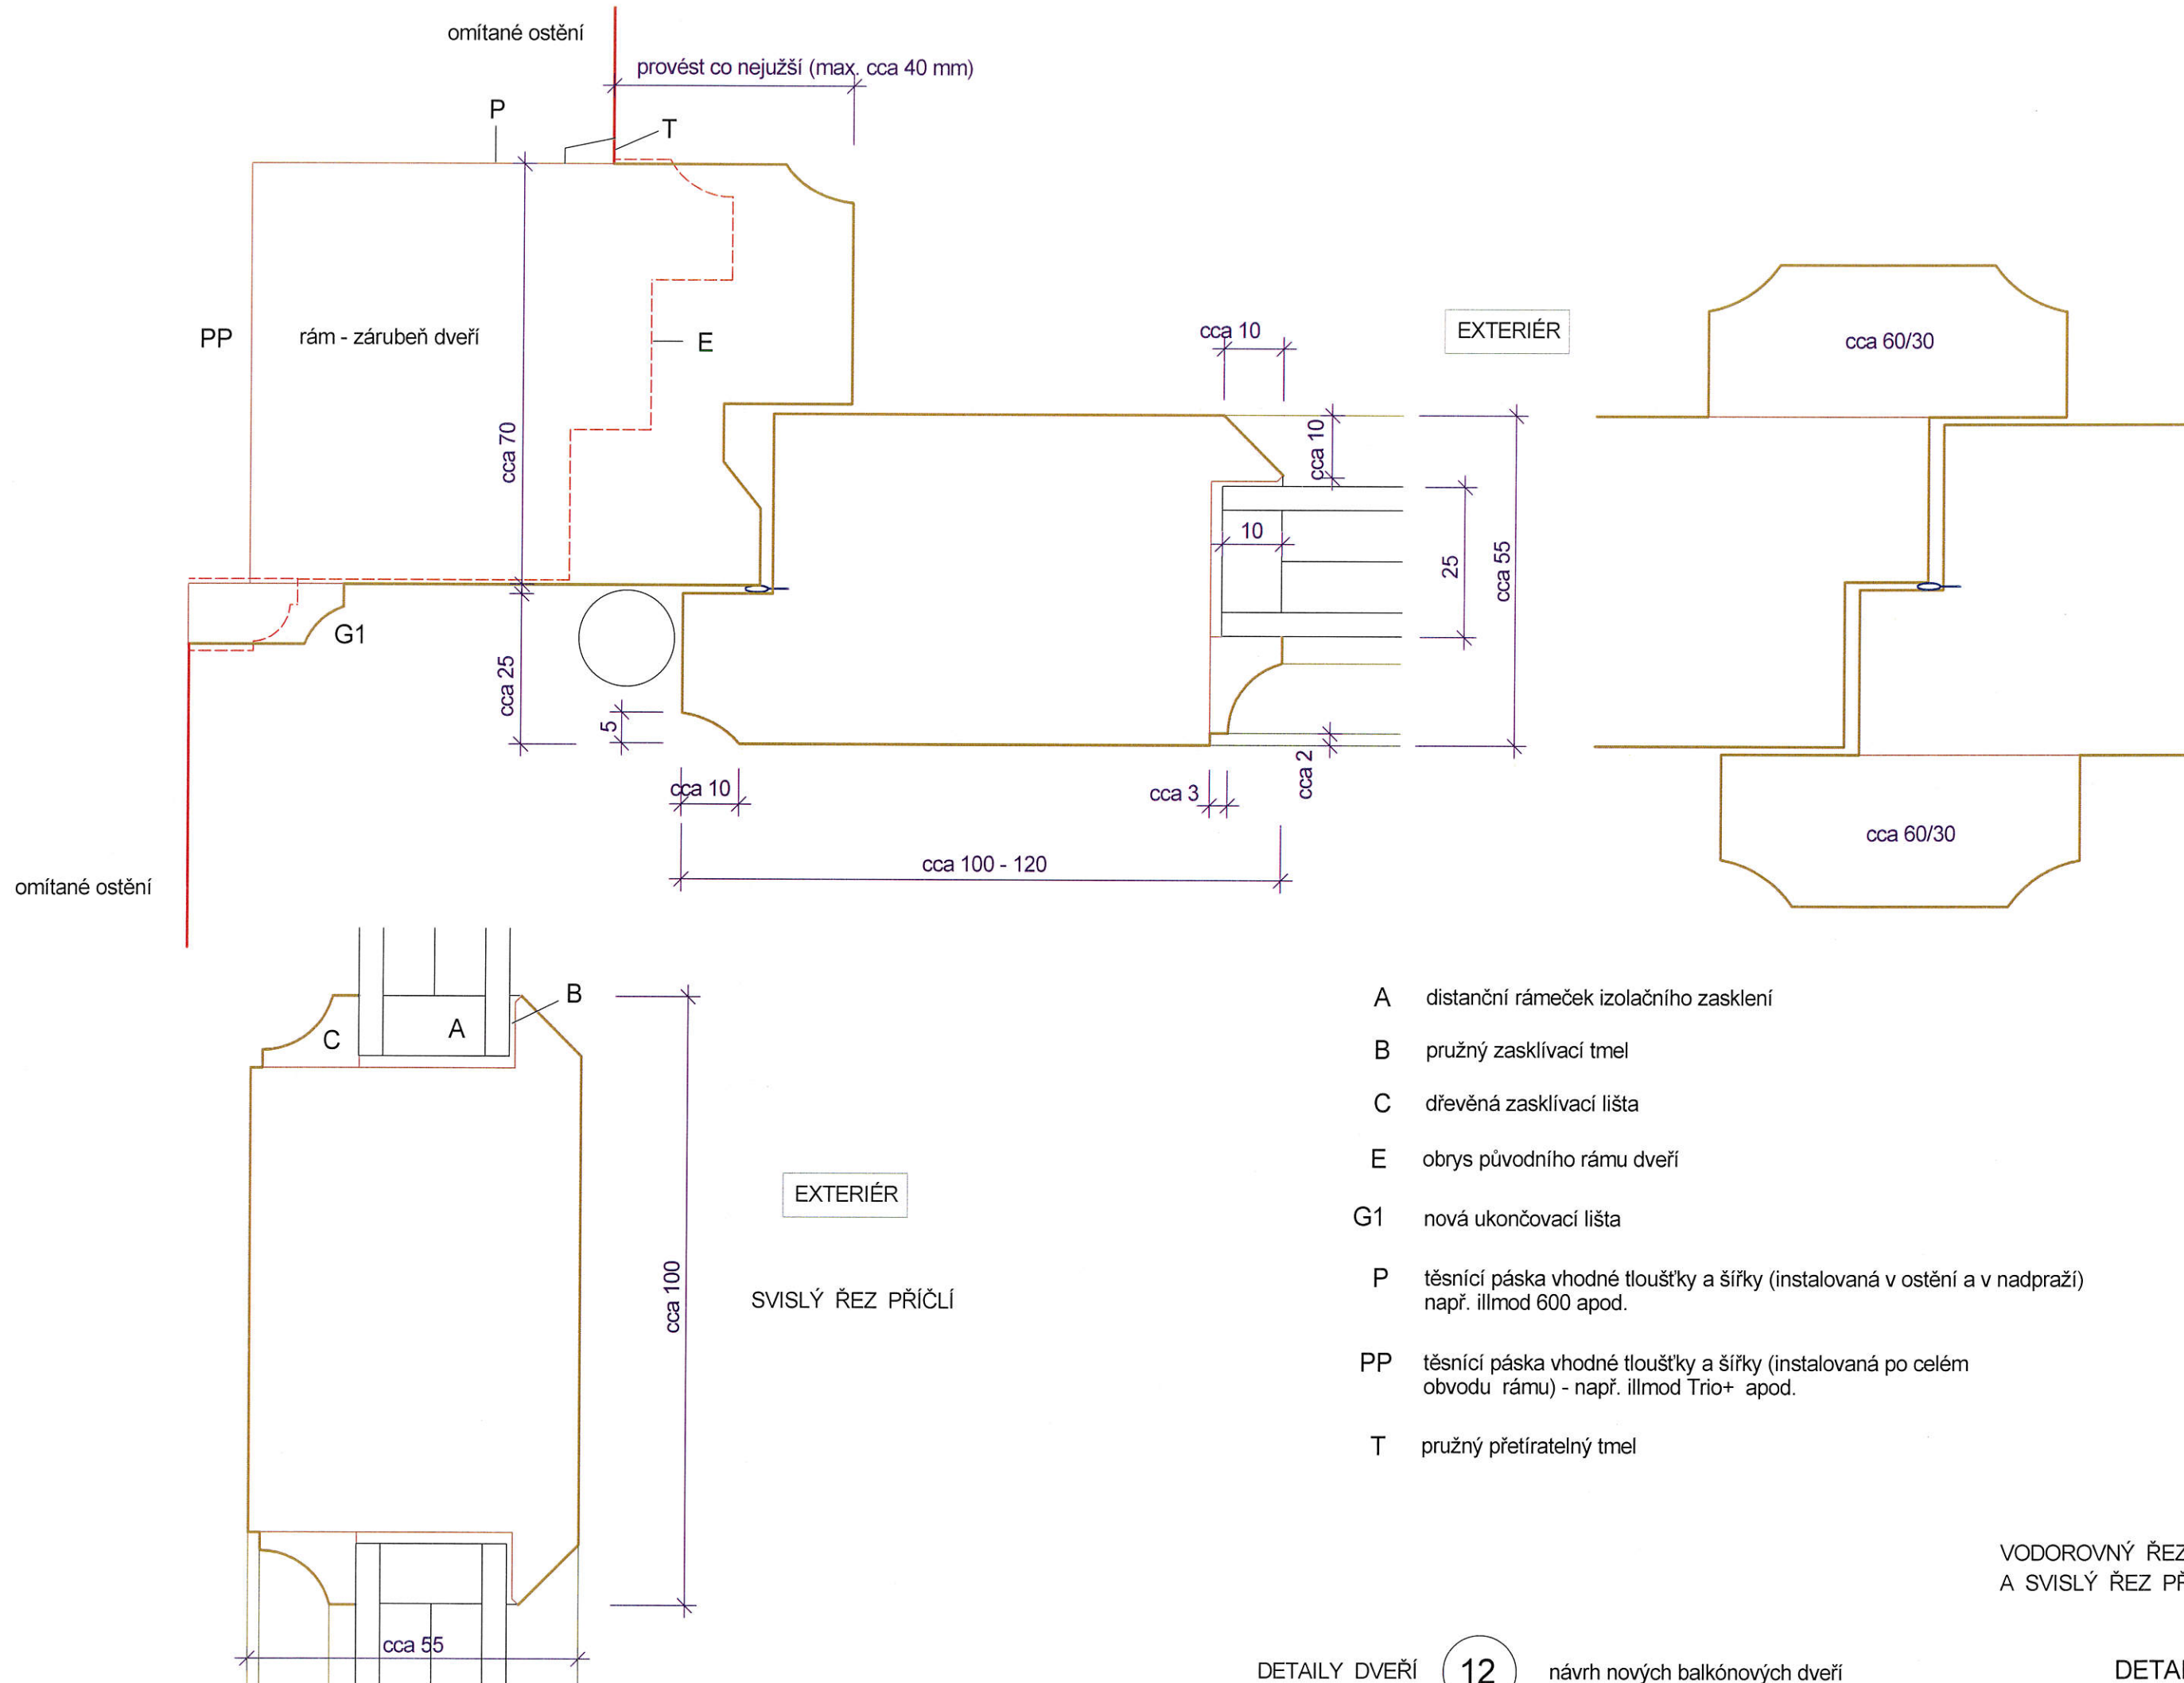 omítané ostění
provést co nejužší (max. cca 40 mm)
P
T
PP
rám - zárubeň dveří
E
cca 10
EXTERIÉR
cca 60/30
cca 70
cca 10
10
25
cca 55
G1
cca 25
5
cca 10
cca 3
cca 2
cca 60/30
cca 100 - 120
omítané ostění
B
A
C
EXTERIÉR
SVISLÝ ŘEZ PŘÍČLÍ
cca 100
cca 55
A distanční rámeček izolačního zasklení
B pružný zasklívací tmel
C dřevěná zasklívací lišta
E obrys původního rámu dveří
G1 nová ukončovací lišta
P těsnící páska vhodné tloušťky a šířky (instalovaná v ostění a v nadpraží)
např. illmod 600 apod.
PP těsnící páska vhodné tloušťky a šířky (instalovaná po celém
obvodu rámu) - např. illmod Trio+ apod.
T pružný přetíratelný tmel
VODOROVNÝ ŘEZ
A SVISLÝ ŘEZ
DETAILY DVEŘÍ 12 návrh nových balkónových dveří